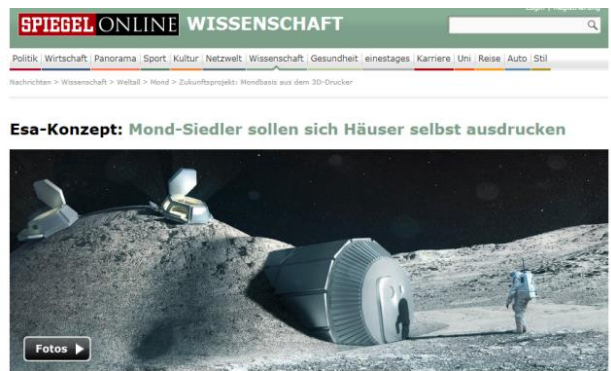 SPIEGEL ONLINE WISSENSCHAFT
Politik | Wirtschaft | Panorama | Sport | Kultur | Netzwelt | Wissenschaft | Gesundheit | einestages | Karriere | Uni | Reise | Auto | Stil
Nachrichten > Wissenschaft > Weltall > Mond > Zukunftsprojekt: Mondbasis aus dem 3D-Drucker
Esa-Konzept: Mond-Siedler sollen sich Häuser selbst ausdrucken
Fotos